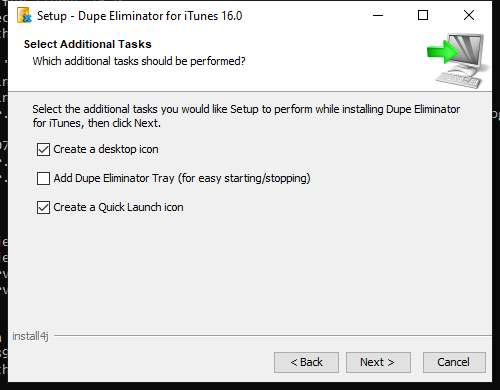 Setup - Dupe Eliminator for iTunes 16.0
Select Additional Tasks
Which additional tasks should be performed?
Select the additional tasks you would like Setup to perform while installing Dupe Eliminator
for iTunes, then click Next.
Create a desktop icon
Add Dupe Eliminator Tray (for easy starting/stopping)
Create a Quick Launch icon
install4j
< Back
Next >
Cancel